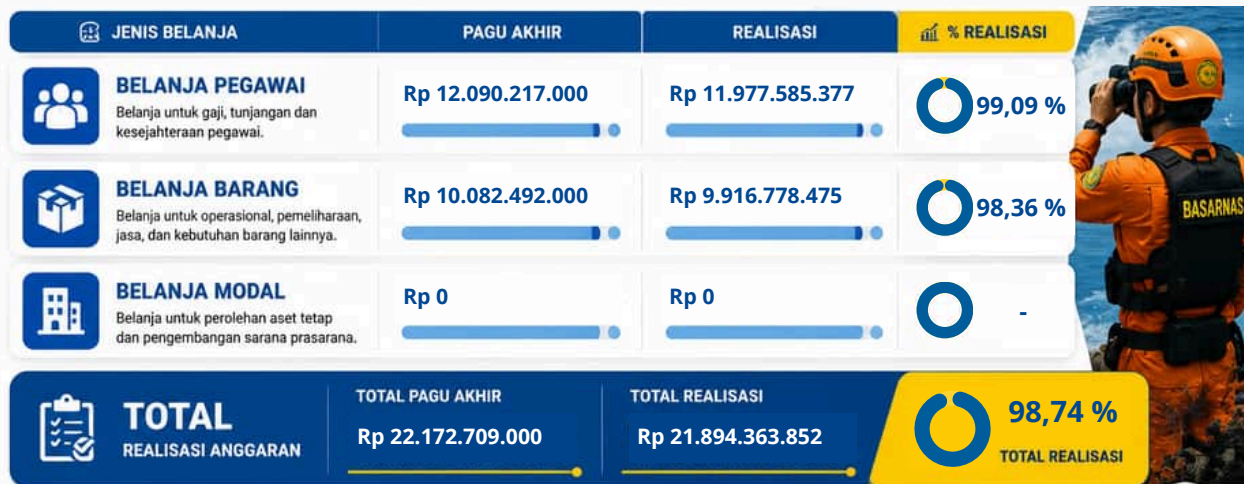 JENIS BELANJA PAGU AKHIR REALISASI % REALISASI
BELANJA PEGAWAI
Belanja untuk gaji, tunjangan dan
kesejahteraan pegawai.
Rp 12.090.217.000
Rp 11.977.585.377
99,09 %
BELANJA BARANG
Belanja untuk operasional, pemeliharaan,
jasa, dan kebutuhan barang lainnya.
Rp 10.082.492.000
Rp 9.916.778.475
98,36 %
BELANJA MODAL
Belanja untuk perolehan aset tetap
dan pengembangan sarana prasarana.
Rp 0
Rp 0
-
BASARNAS
TOTAL
REALISASI ANGGARAN
TOTAL PAGU AKHIR
Rp 22.172.709.000
TOTAL REALISASI
Rp 21.894.363.852
98,74 %
TOTAL REALISASI